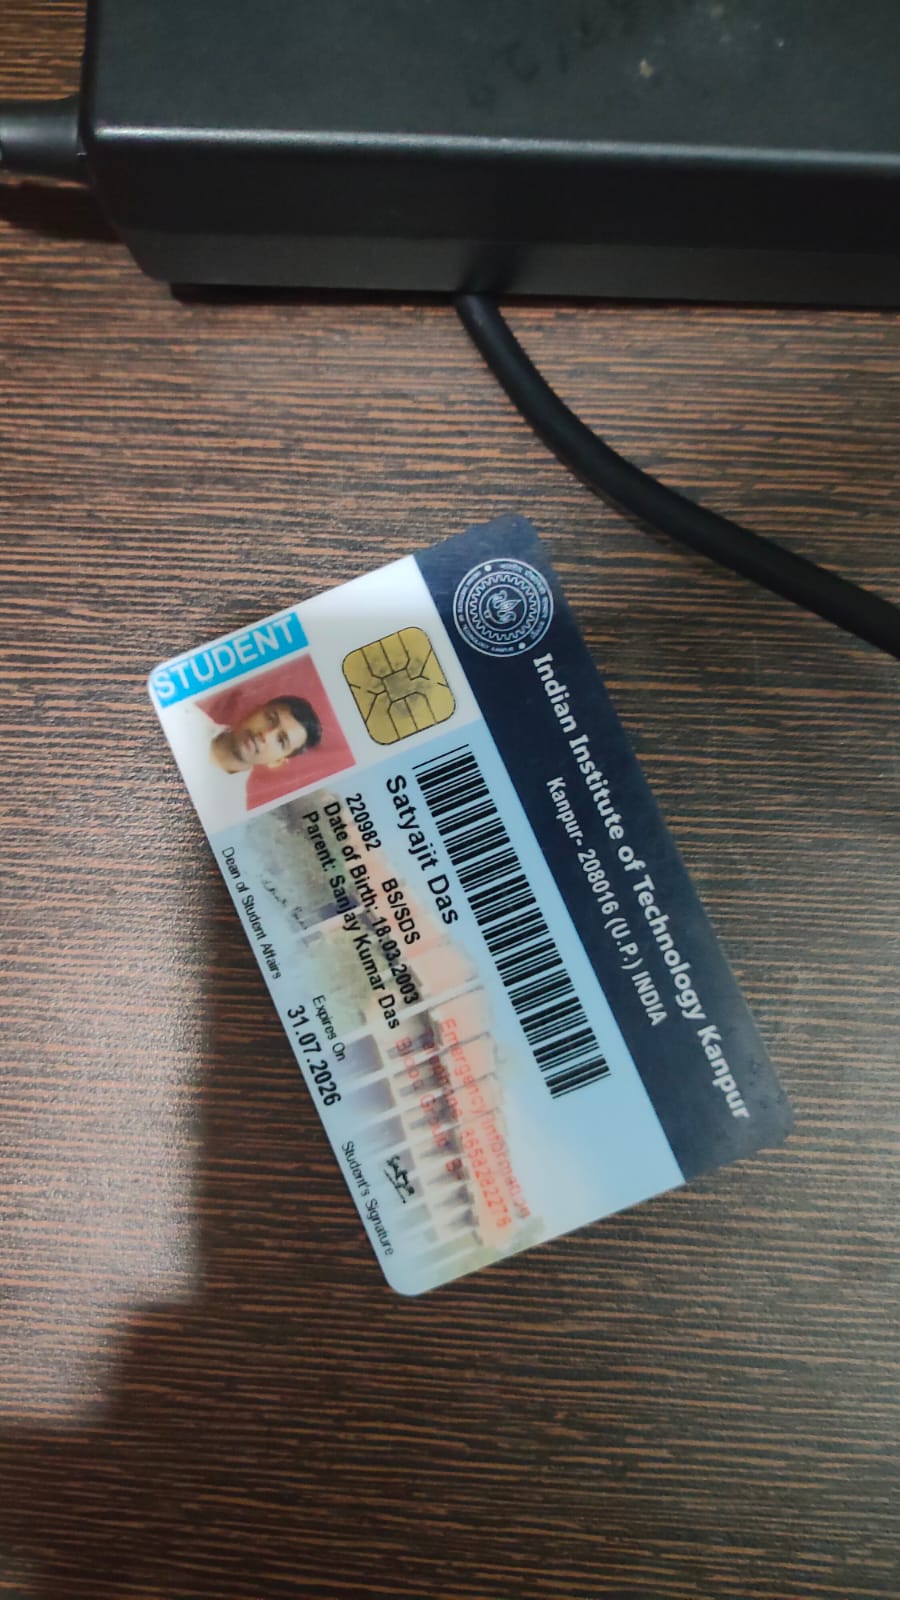 Indian Institute of Technology Kanpur
Kanpur- 208016 (U.P.) INDIA
STUDENT
Satyajit Das
220982 BS/SDS
Date of Birth: 18.03.2003
Parent: Sanjay Kumar Das
Emergency Information
Blood Group
Expires On
31.07.2026
Dean of Student Affairs
Student's Signature